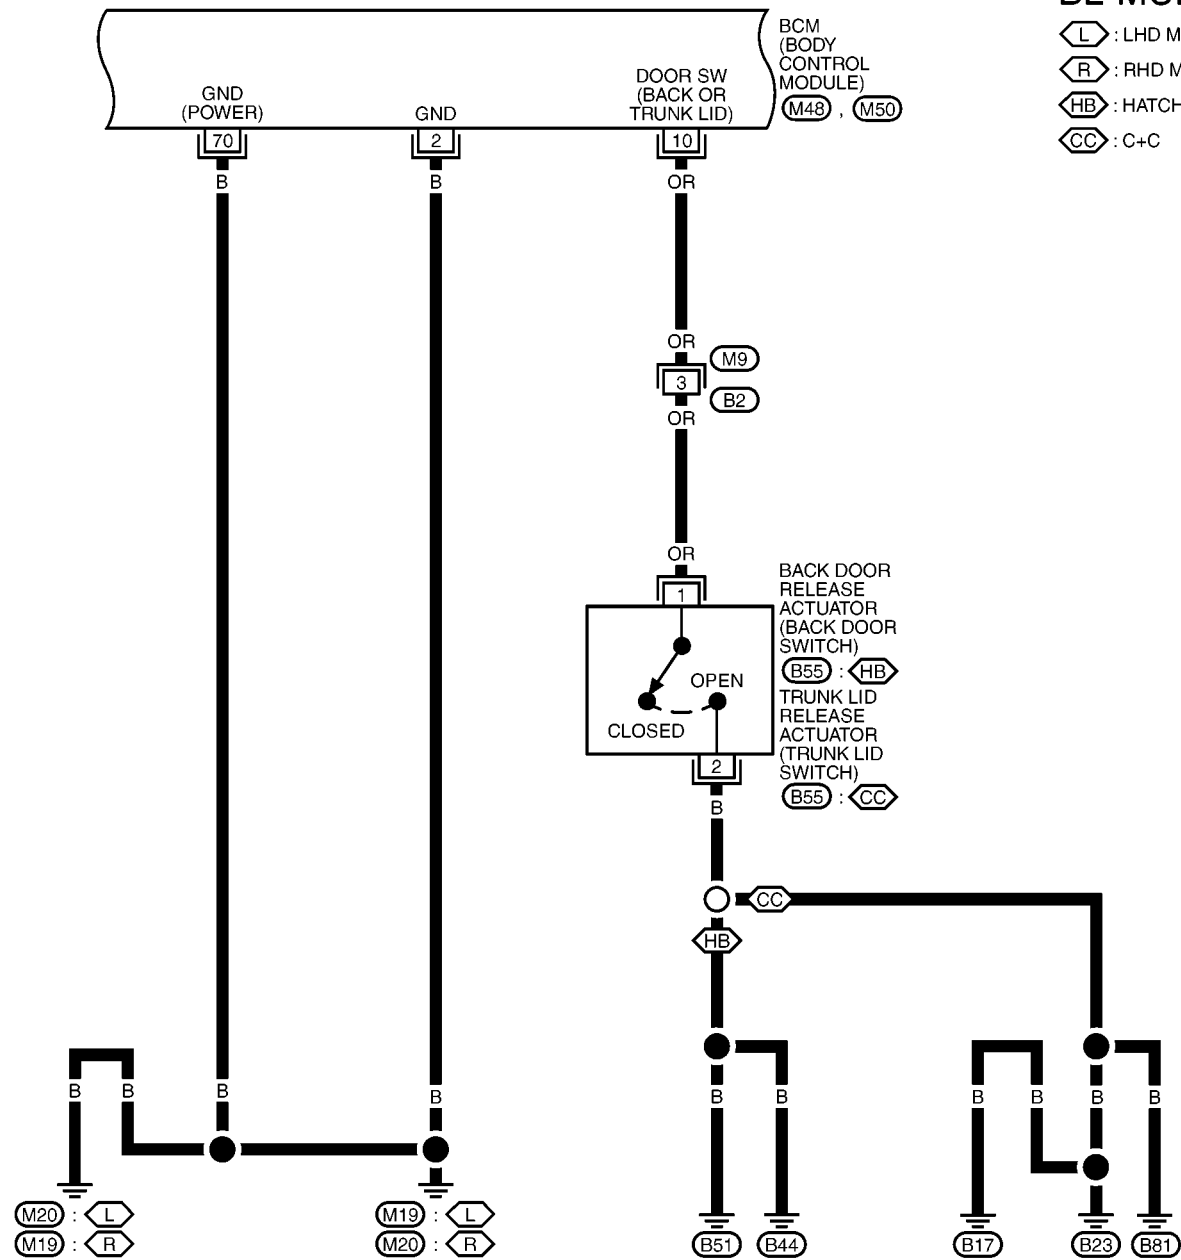 BCM
(BODY
CONTROL
MODULE)
M48 , M50
L : LHD
R : RHD
HB :
CC : C+C
GND
(POWER)
GND
DOOR SW
(BACK OR
TRUNK LID)
70
2
10
B
B
OR
OR
M9
3
B2
OR
OR
1
BACK DOOR
RELEASE
ACTUATOR
(BACK DOOR
SWITCH)
B55 : HB
OPEN
CLOSED
TRUNK LID
RELEASE
ACTUATOR
(TRUNK LID
SWITCH)
B55 : CC
2
B
CC
HB
B
B
B
B
B
B
B
B
B
B
M20 : L
M19 : R
M19 : L
M20 : R
B51
B44
B17
B23
B81